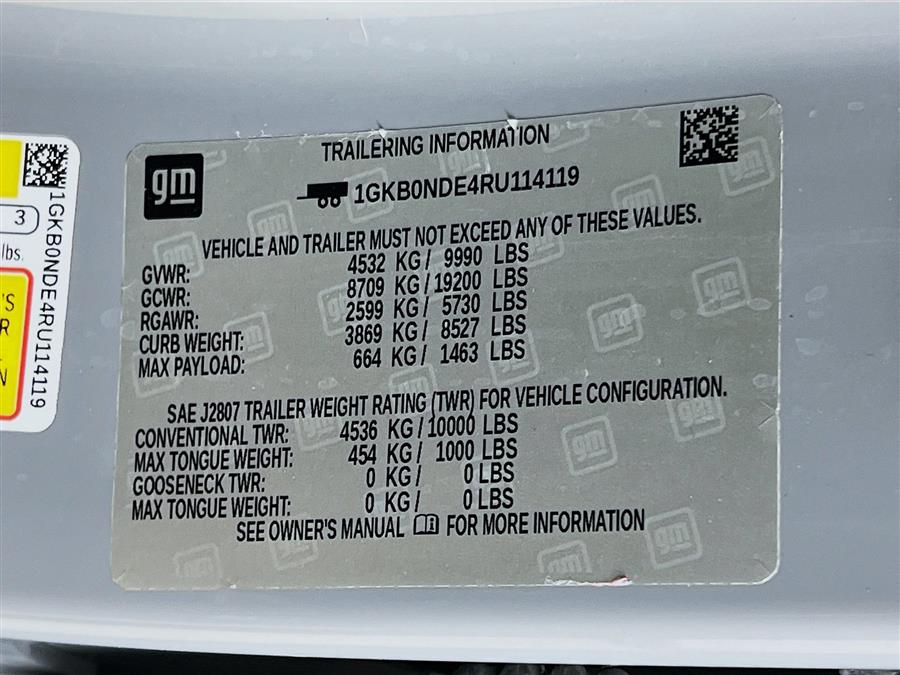 gm
TRAILERING INFORMATION
1GKB0NDE4RU114119
VEHICLE AND TRAILER MUST NOT EXCEED ANY OF THESE VALUES.
GVWR: 4532 KG / 9990 LBS
GCWR: 8709 KG / 19200 LBS
RGAWR: 2599 KG / 5730 LBS
CURB WEIGHT: 3869 KG / 8527 LBS
MAX PAYLOAD: 664 KG / 1463 LBS
SAE J2807 TRAILER WEIGHT RATING (TWR) FOR VEHICLE CONFIGURATION.
CONVENTIONAL TWR: 4536 KG / 10000 LBS
MAX TONGUE WEIGHT: 454 KG / 1000 LBS
GOOSENECK TWR: 0 KG / 0 LBS
MAX TONGUE WEIGHT: 0 KG / 0 LBS
SEE OWNER'S MANUAL FOR MORE INFORMATION
1GKB0NDE4RU114119
3
lbs.
'S
R
N